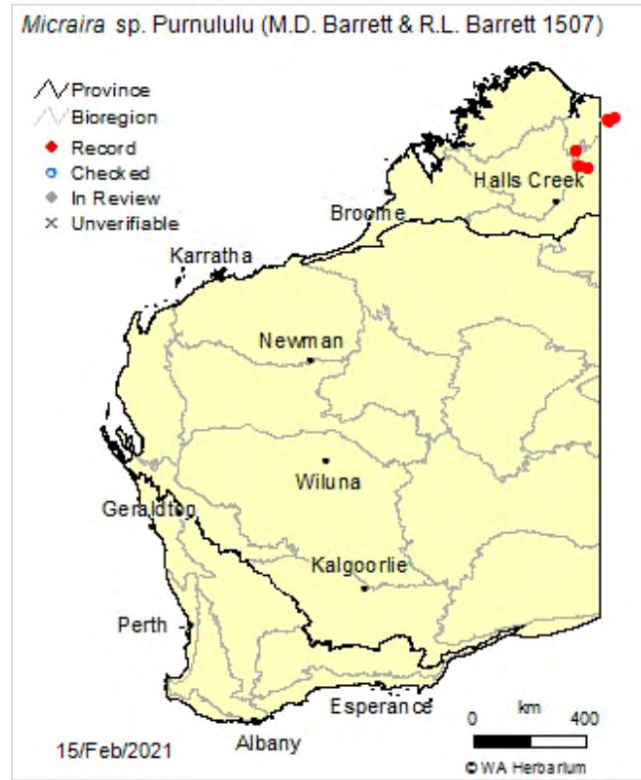 Micraira sp. Purnululu (M.D. Barrett & R.L. Barrett 1507)
Province
Bioregion
Record
Checked
In Review
Unverifiable
Halls Creek
Broome
Karratha
Newman
Wiluna
Geraldton
Kalgoorlie
Perth
Esperance
km
0 400
15/Feb/2021
Albany
© WA Herbarium